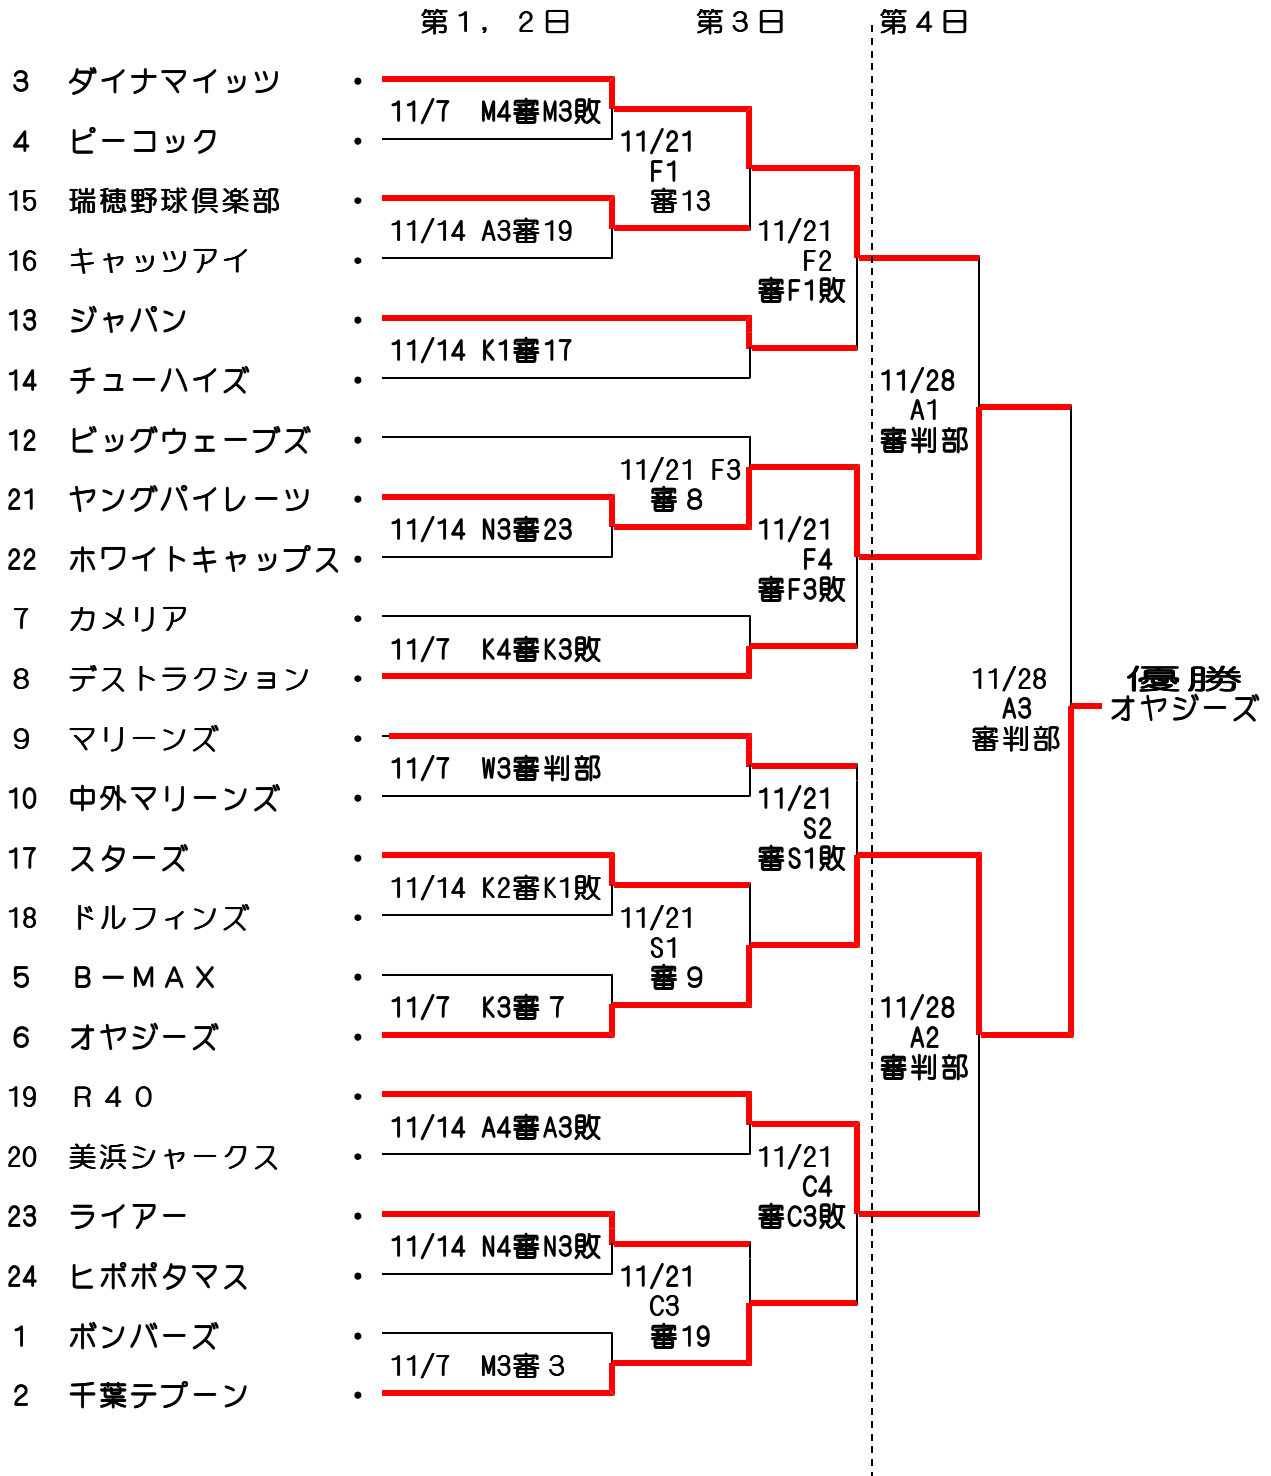 第１，２日　第３日　第４日
3 ダイナマイッツ ・
11/7 M4審M3敗
4 ピーコック ・
11/21
F1
審13
15 瑞穂野球倶楽部 ・
11/14 A3審19
16 キャッツアイ ・
11/21
F2
審F1敗
13 ジャパン ・
11/14 K1審17
14 チューハイズ ・
11/28
A1
審判部
12 ビッグウェーブズ ・
11/21 F3
審８
21 ヤングパイレーツ ・
11/14 N3審23
22 ホワイトキャップス ・
11/21
F4
審F3敗
７ カメリア ・
11/7 K4審K3敗
８ デストラクション ・
11/28
A3
審判部
優勝
オヤジーズ
９ マリーンズ ・
11/7 W3審判部
10 中外マリーンズ ・
11/21
S2
審S1敗
17 スターズ ・
11/14 K2審K1敗
18 ドルフィンズ ・
11/21
S1
審９
5 Ｂ－ＭＡＸ ・
11/7 K3審７
6 オヤジーズ ・
11/28
A2
審判部
19 Ｒ４０ ・
11/14 A4審A3敗
20 美浜シャークス ・
11/21
C4
審C3敗
23 ライアー ・
11/14 N4審N3敗
24 ヒポポタマス ・
11/21
C3
審19
1 ボンバーズ ・
11/7 M3審３
2 千葉テプーン ・